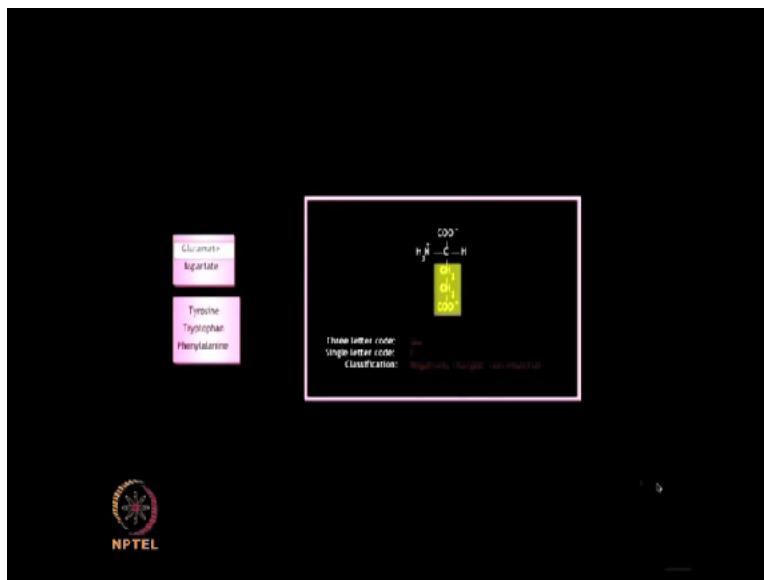 Glutamate
Aspartate
Tyrosine
Tryptophan
Phenylalanine
COO⁻
H₃N⁺ — C — H
CH₂
CH₂
COO⁻
Three letter code:
Single letter code:
Classification:
NPTEL